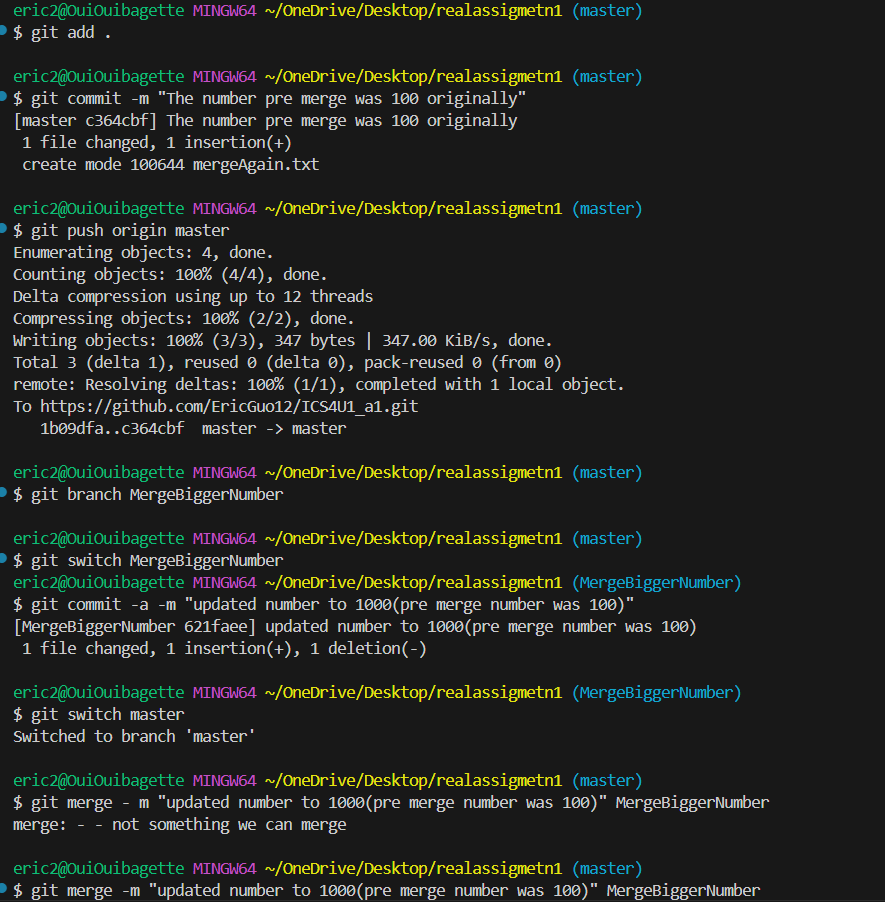 eric2@OuiOuibagette MINGW64 ~/OneDrive/Desktop/realassigmetn1 (master)
$ git add .
eric2@OuiOuibagette MINGW64 ~/OneDrive/Desktop/realassigmetn1 (master)
$ git commit -m "The number pre merge was 100 originally"
[master c364cbf] The number pre merge was 100 originally
1 file changed, 1 insertion(+)
create mode 100644 mergeAgain.txt
eric2@OuiOuibagette MINGW64 ~/OneDrive/Desktop/realassigmetn1 (master)
$ git push origin master
Enumerating objects: 4, done.
Counting objects: 100% (4/4), done.
Delta compression using up to 12 threads
Compressing objects: 100% (2/2), done.
Writing objects: 100% (3/3), 347 bytes | 347.00 KiB/s, done.
Total 3 (delta 1), reused 0 (delta 0), pack-reused 0 (from 0)
remote: Resolving deltas: 100% (1/1), completed with 1 local object.
To https://github.com/EricGuo12/ICS4U1_a1.git
1b09dfa..c364cbf  master -> master
eric2@OuiOuibagette MINGW64 ~/OneDrive/Desktop/realassigmetn1 (master)
$ git branch MergeBiggerNumber
eric2@OuiOuibagette MINGW64 ~/OneDrive/Desktop/realassigmetn1 (master)
$ git switch MergeBiggerNumber
eric2@OuiOuibagette MINGW64 ~/OneDrive/Desktop/realassigmetn1 (MergeBiggerNumber)
$ git commit -a -m "updated number to 1000(pre merge number was 100)"
[MergeBiggerNumber 621faee] updated number to 1000(pre merge number was 100)
1 file changed, 1 insertion(+), 1 deletion(-)
eric2@OuiOuibagette MINGW64 ~/OneDrive/Desktop/realassigmetn1 (MergeBiggerNumber)
$ git switch master
Switched to branch 'master'
eric2@OuiOuibagette MINGW64 ~/OneDrive/Desktop/realassigmetn1 (master)
$ git merge - m "updated number to 1000(pre merge number was 100)" MergeBiggerNumber
merge: - - not something we can merge
eric2@OuiOuibagette MINGW64 ~/OneDrive/Desktop/realassigmetn1 (master)
$ git merge -m "updated number to 1000(pre merge number was 100)" MergeBiggerNumber